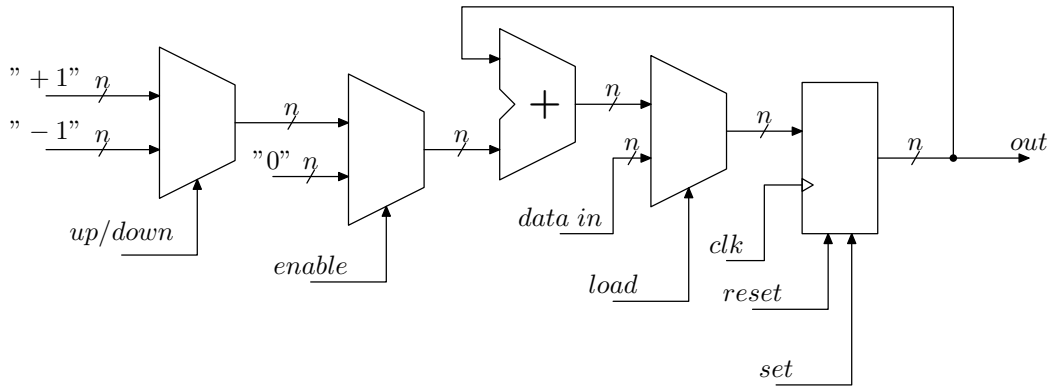 " + 1" n
" − 1" n
up/down
n
"0" n
enable
n
+
n
n
data in
load
n
clk
reset
set
n
out